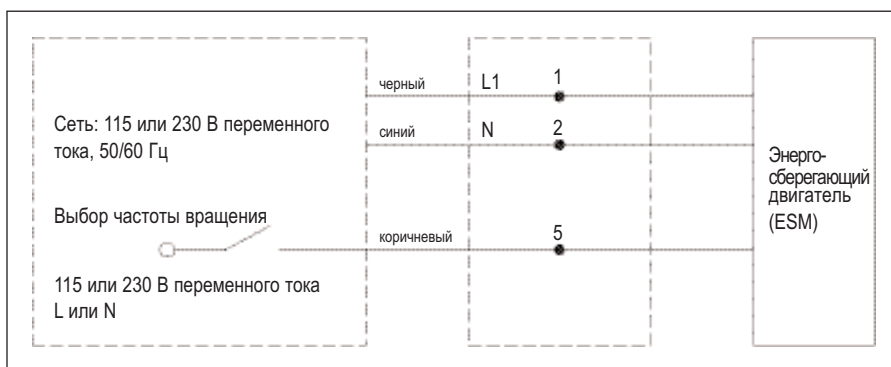 черный L1 1
Сеть: 115 или 230 В переменного
тока, 50/60 Гц
синий N 2
Энерго-
сберегающий
двигатель
(ESM)
Выбор частоты вращения
коричневый 5
115 или 230 В переменного тока
L или N